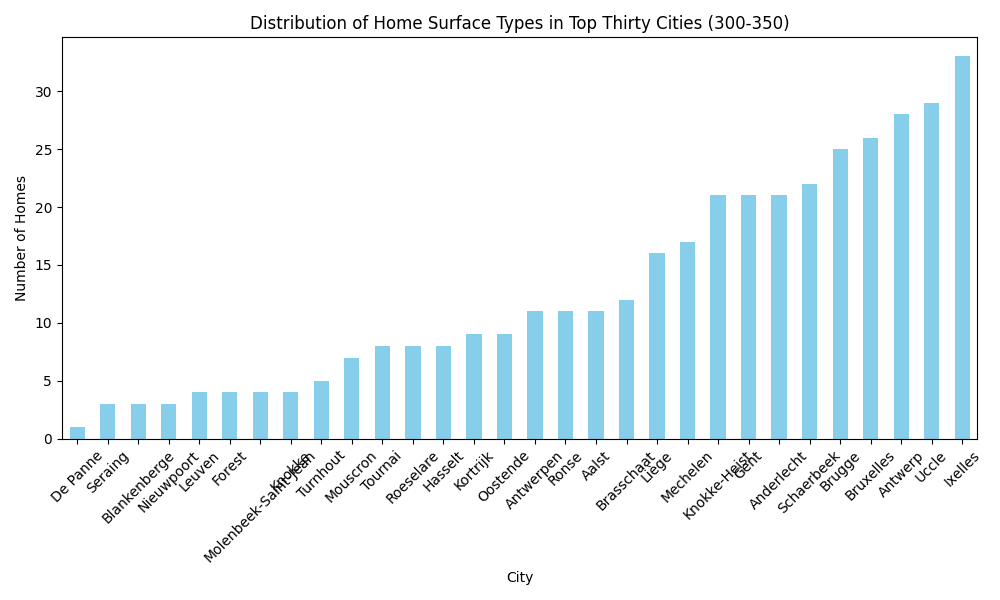 Distribution of Home Surface Types in Top Thirty Cities (300-350)
Number of Homes
30
25
20
15
10
5
0
De Panne
Seraing
Blankenberge
Nieuwpoort
Leuven
Forest
Molenbeek-Saint-Jean
Knokke
Turnhout
Mouscron
Tournai
Roeselare
Hasselt
Kortrijk
Oostende
Antwerpen
Ronse
Aalst
Brasschaat
Liège
Mechelen
Knokke-Heist
Gent
Anderlecht
Schaerbeek
Brugge
Bruxelles
Antwerp
Uccle
Ixelles
City